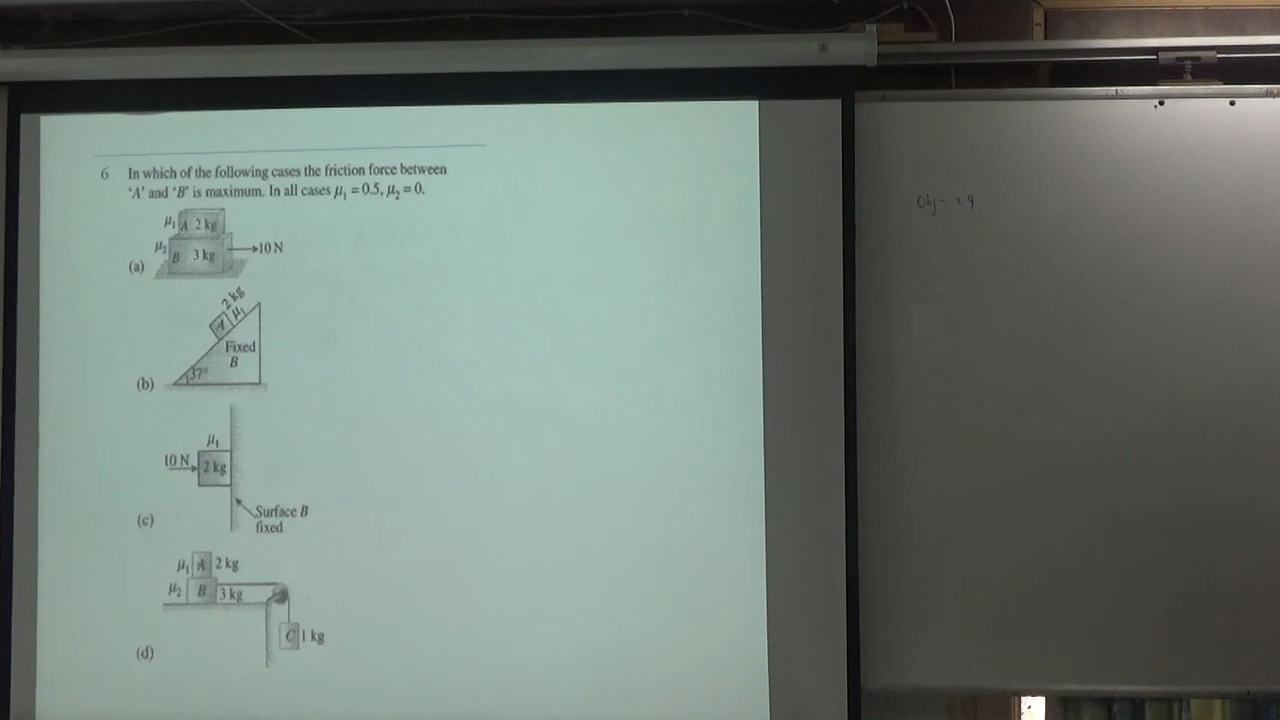 6 In which of the following cases the friction force between
'A' and 'B' is maximum. In all cases μ₁ = 0.5, μ₂ = 0.
μ₁ A 2 kg
μ₂ B 3 kg 10 N
(a)
2 kg
A μ₁
Fixed
B
37°
(b)
μ₁
10 N 2 kg
(c)
Surface B
fixed
μ₁ A 2 kg
μ₂ B 3 kg
C 1 kg
(d)
Obj-